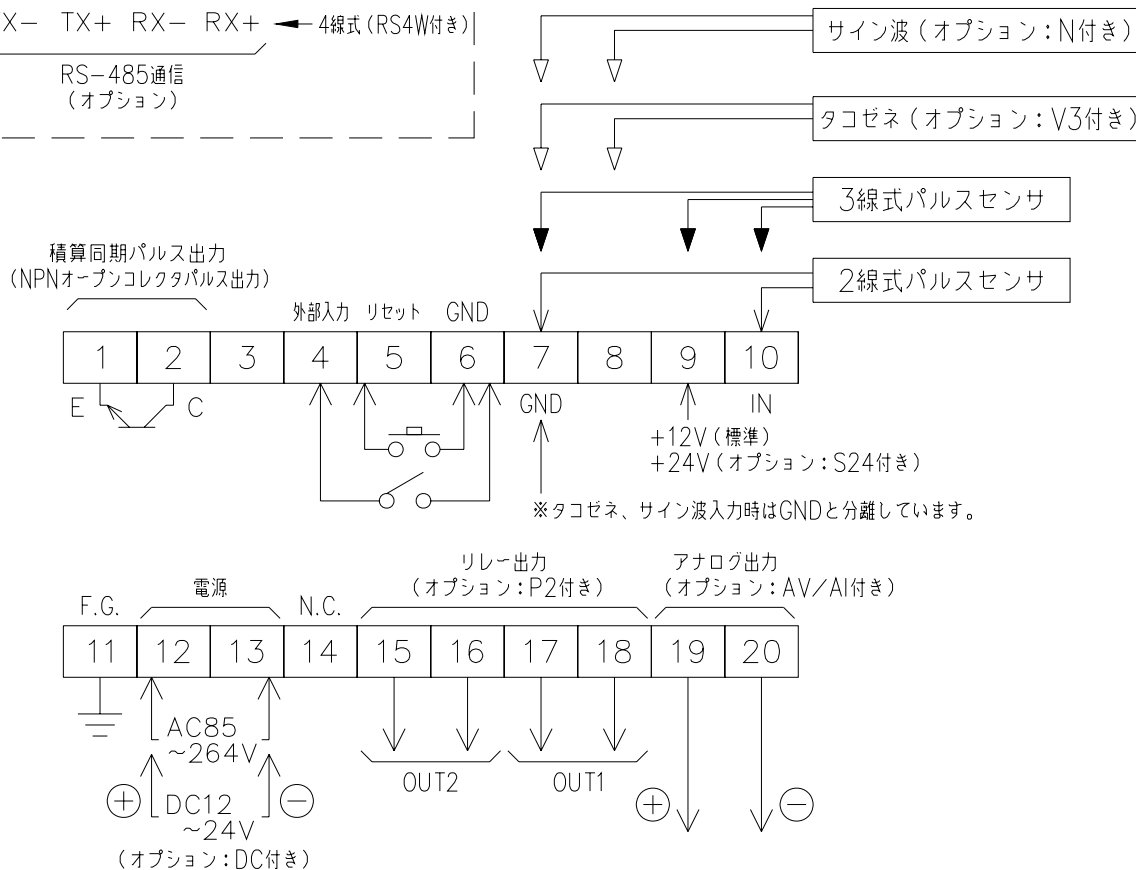 X- TX+ RX- RX+ 4線式(RS4W付き)
RS-485通信
(オプション)
サイン波(オプション:N付き)
タコゼネ(オプション:V3付き)
3線式パルスセンサ
2線式パルスセンサ
積算同期パルス出力
(NPNオープンコレクタパルス出力)
外部入力 リセット GND
1 2 3 4 5 6 7 8 9 10
E C GND IN
+12V(標準)
+24V(オプション:S24付き)
※タコゼネ、サイン波入力時はGNDと分離しています。
リレー出力
(オプション:P2付き)
アナログ出力
(オプション:AV/AI付き)
F.G. 電源 N.C.
11 12 13 14 15 16 17 18 19 20
AC85
~264V
OUT2 OUT1
+ DC12 -
~24V
(オプション:DC付き)
+ -